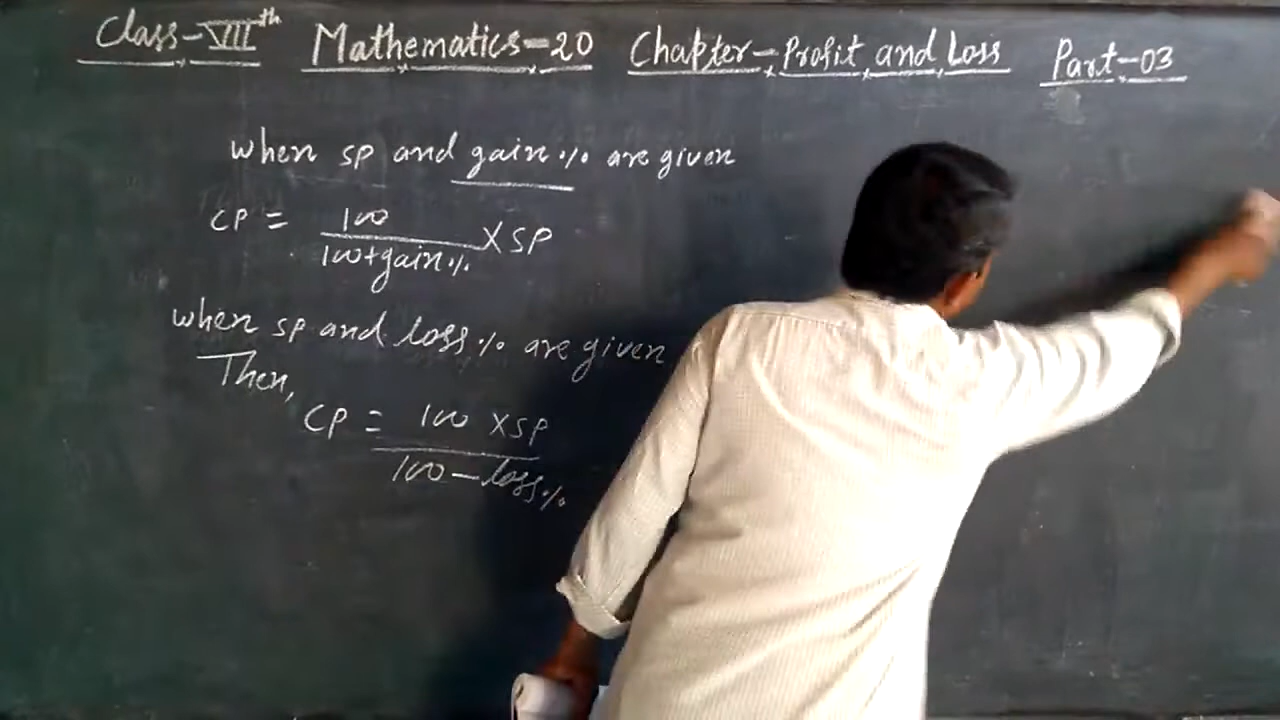 Class-VIIIth Mathematics-20 Chapter-Profit and Loss Part-03
when SP and gain% are given
CP = 100/100+gain% X SP
when SP and loss% are given
Then,
CP = 100 X SP/100-loss%